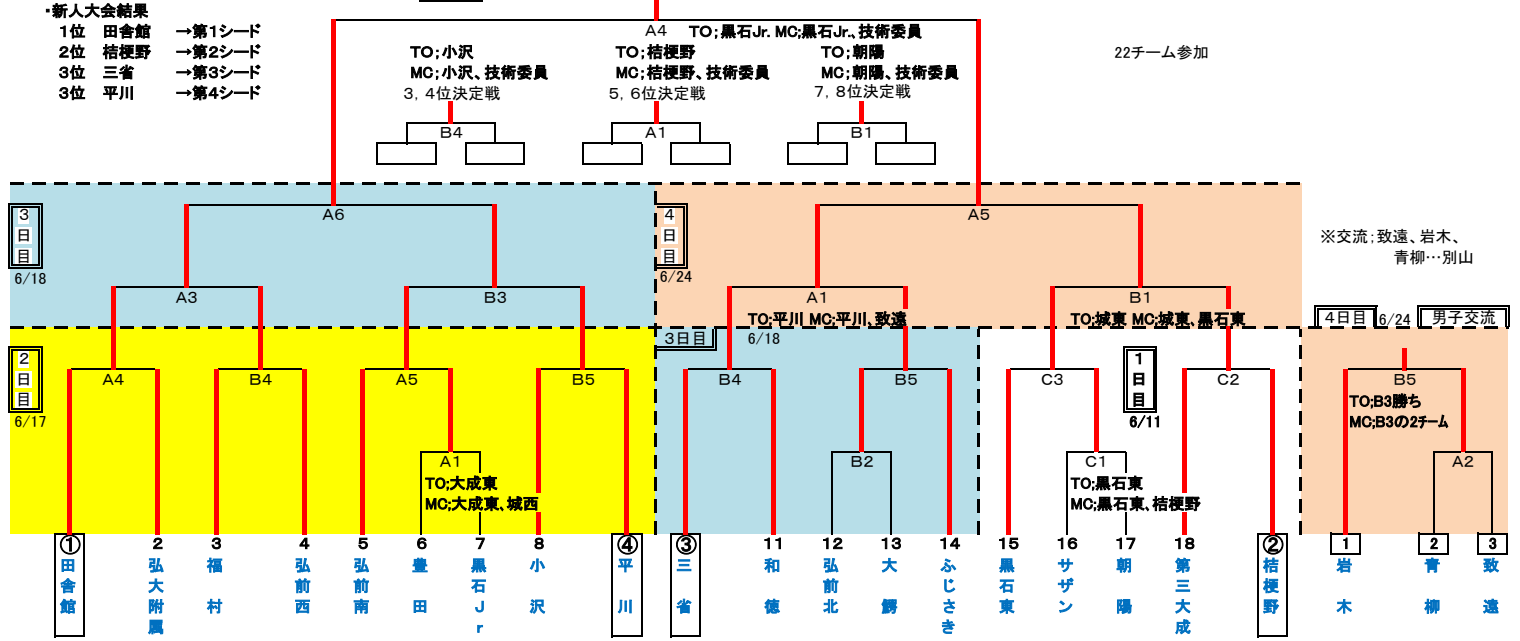 ・新人大会結果
1位 田舎館 →第1シード
2位 桔梗野 →第2シード
3位 三省 →第3シード
3位 平川 →第4シード
A4 TO;黒石Jr. MC;黒石Jr.、技術委員
TO;小沢
MC;小沢、技術委員
3，4位決定戦
B4
TO;桔梗野
MC;桔梗野、技術委員
5，6位決定戦
A1
TO;朝陽
MC;朝陽、技術委員
7，8位決定戦
B1
22チーム参加
3日目
6/18
A6
A3
B3
4日目
6/24
A5
A1
TO;平川 MC;平川、致遠
B1
TO;城東 MC;城東、黒石東
※交流;致遠、岩木、
青柳…別山
2日目
6/17
A4
B4
A5
B5
A1
TO;大成東
MC;大成東、城西
3日目 6/18
B4
B5
B2
C3
1日目
6/11
C2
C1
TO;黒石東
MC;黒石東、桔梗野
4日目 6/24 男子交流
B5
TO;B3勝ち
MC;B3の2チーム
A2
① 田舎館
2 弘大附属
3 福村
4 弘前西
5 弘前南
6 豊田
7 黒石Jr
8 小沢
④ 平川
③ 三省
11 和徳
12 弘前北
13 大鰐
14 ふじさき
15 黒石東
16 サザン
17 朝陽
18 第三大成
② 桔梗野
1 岩木
2 青柳
3 致遠